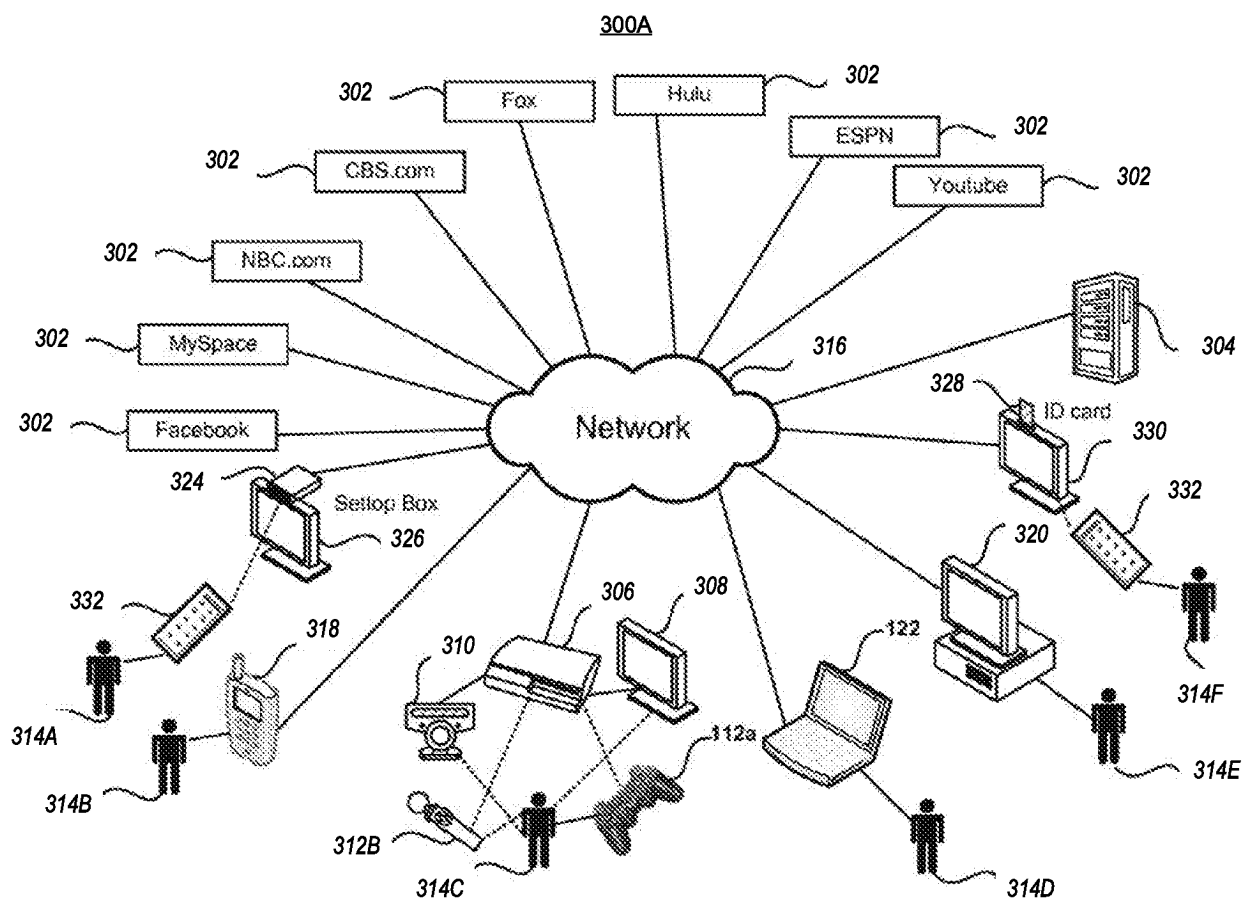 300A
302 Fox
Hulu 302
ESPN 302
302 CBS.com
Youtube 302
302 NBC.com
302 MySpace
316
304
328 ID card
302 Facebook
Network
330
324
Settop Box
332
326
320
332
306
308
318
310
122
314F
314A
112a
314E
314B
312B
314C
314D